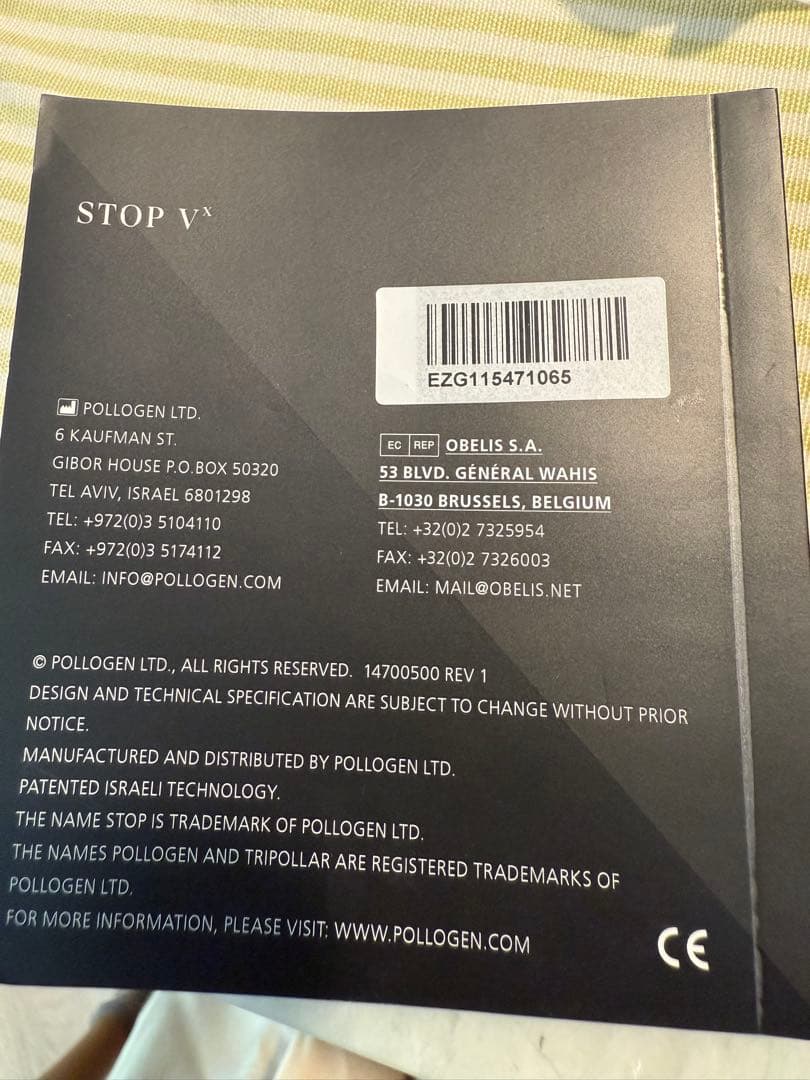 STOP Vˣ
EZG115471065
POLLOGEN LTD.
6 KAUFMAN ST.
GIBOR HOUSE P.O.BOX 50320
TEL AVIV, ISRAEL 6801298
TEL: +972(0)3 5104110
FAX: +972(0)3 5174112
EMAIL: INFO@POLLOGEN.COM
EC REP OBELIS S.A.
53 BLVD. GÉNÉRAL WAHIS
B-1030 BRUSSELS, BELGIUM
TEL: +32(0)2 7325954
FAX: +32(0)2 7326003
EMAIL: MAIL@OBELIS.NET
© POLLOGEN LTD., ALL RIGHTS RESERVED. 14700500 REV 1
DESIGN AND TECHNICAL SPECIFICATION ARE SUBJECT TO CHANGE WITHOUT PRIOR
NOTICE.
MANUFACTURED AND DISTRIBUTED BY POLLOGEN LTD.
PATENTED ISRAELI TECHNOLOGY.
THE NAME STOP IS TRADEMARK OF POLLOGEN LTD.
THE NAMES POLLOGEN AND TRIPOLLAR ARE REGISTERED TRADEMARKS OF
POLLOGEN LTD.
FOR MORE INFORMATION, PLEASE VISIT: WWW.POLLOGEN.COM
CE